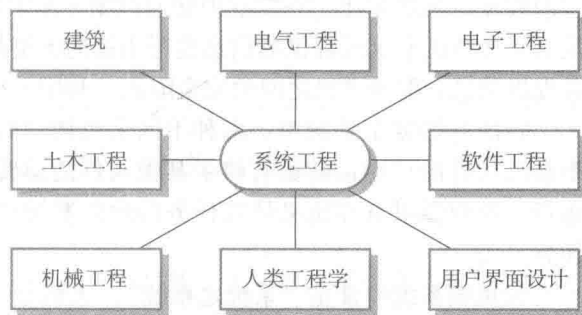 建筑
电气工程
电子工程
土木工程
系统工程
软件工程
机械工程
人类工程学
用户界面设计